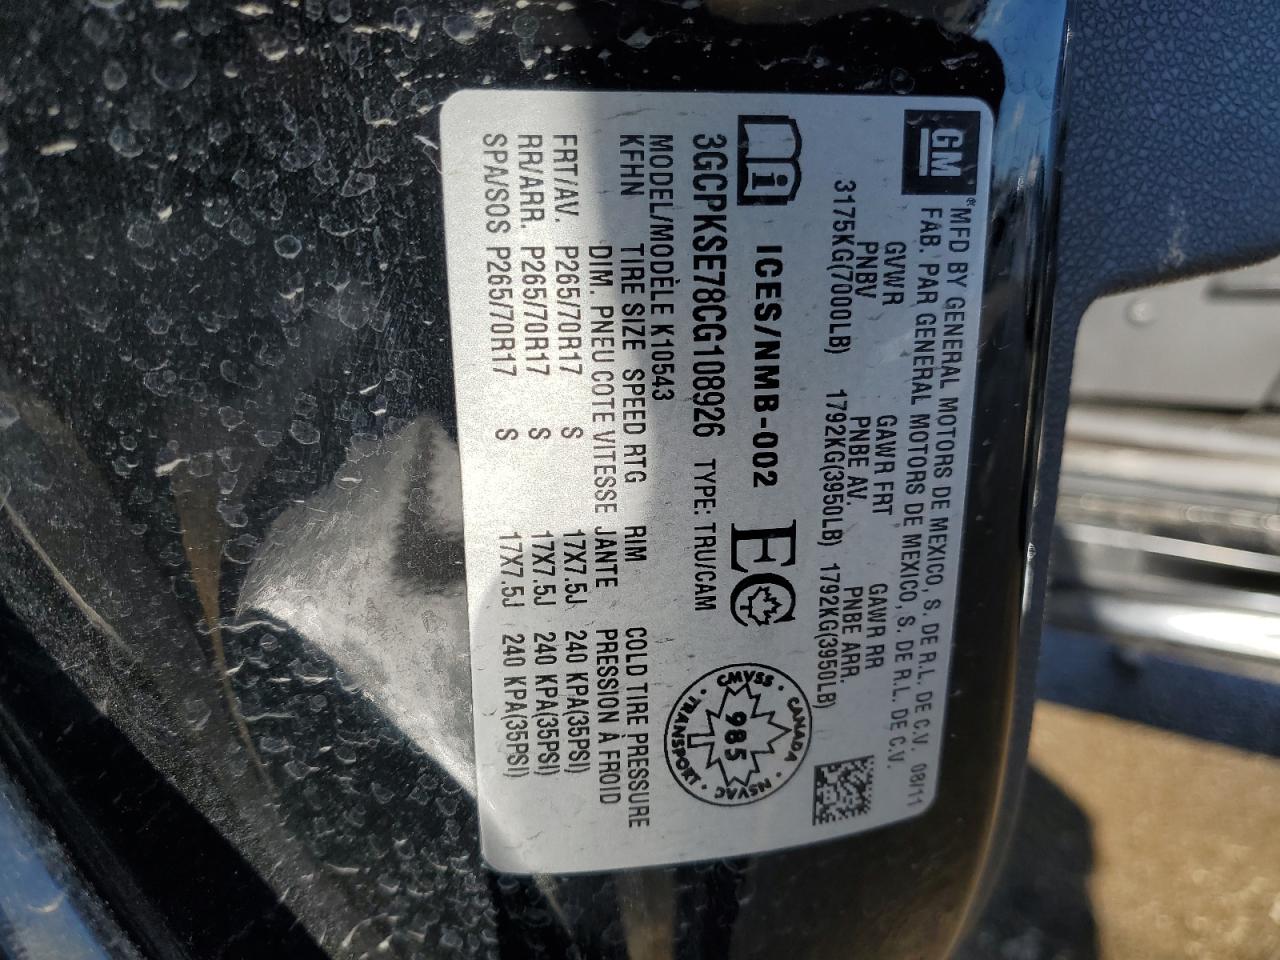 GM
MFD BY GENERAL MOTORS DE MEXICO, S. DE R.L. DE C.V. 08/11
® FAB. PAR GENERAL MOTORS DE MEXICO, S. DE R.L. DE C.V.
GVWR GAWR FRT GAWR RR
PNBV PNBE AV. PNBE ARR.
3175KG(7000LB) 1792KG(3950LB) 1792KG(3950LB)
i ICES/NMB-002 EC
CANADA
CMVSS
985
NSVAC
TRANSPORT
3GCPKSE78CG108926 TYPE: TRU/CAM
MODEL/MODÈLE K10543
KFHN TIRE SIZE SPEED RTG RIM COLD TIRE PRESSURE
DIM. PNEU COTE VITESSE JANTE PRESSION À FROID
FRT/AV. P265/70R17 S 17X7.5J 240 KPA(35PSI)
RR/ARR. P265/70R17 S 17X7.5J 240 KPA(35PSI)
SPA/SOS P265/70R17 S 17X7.5J 240 KPA(35PSI)